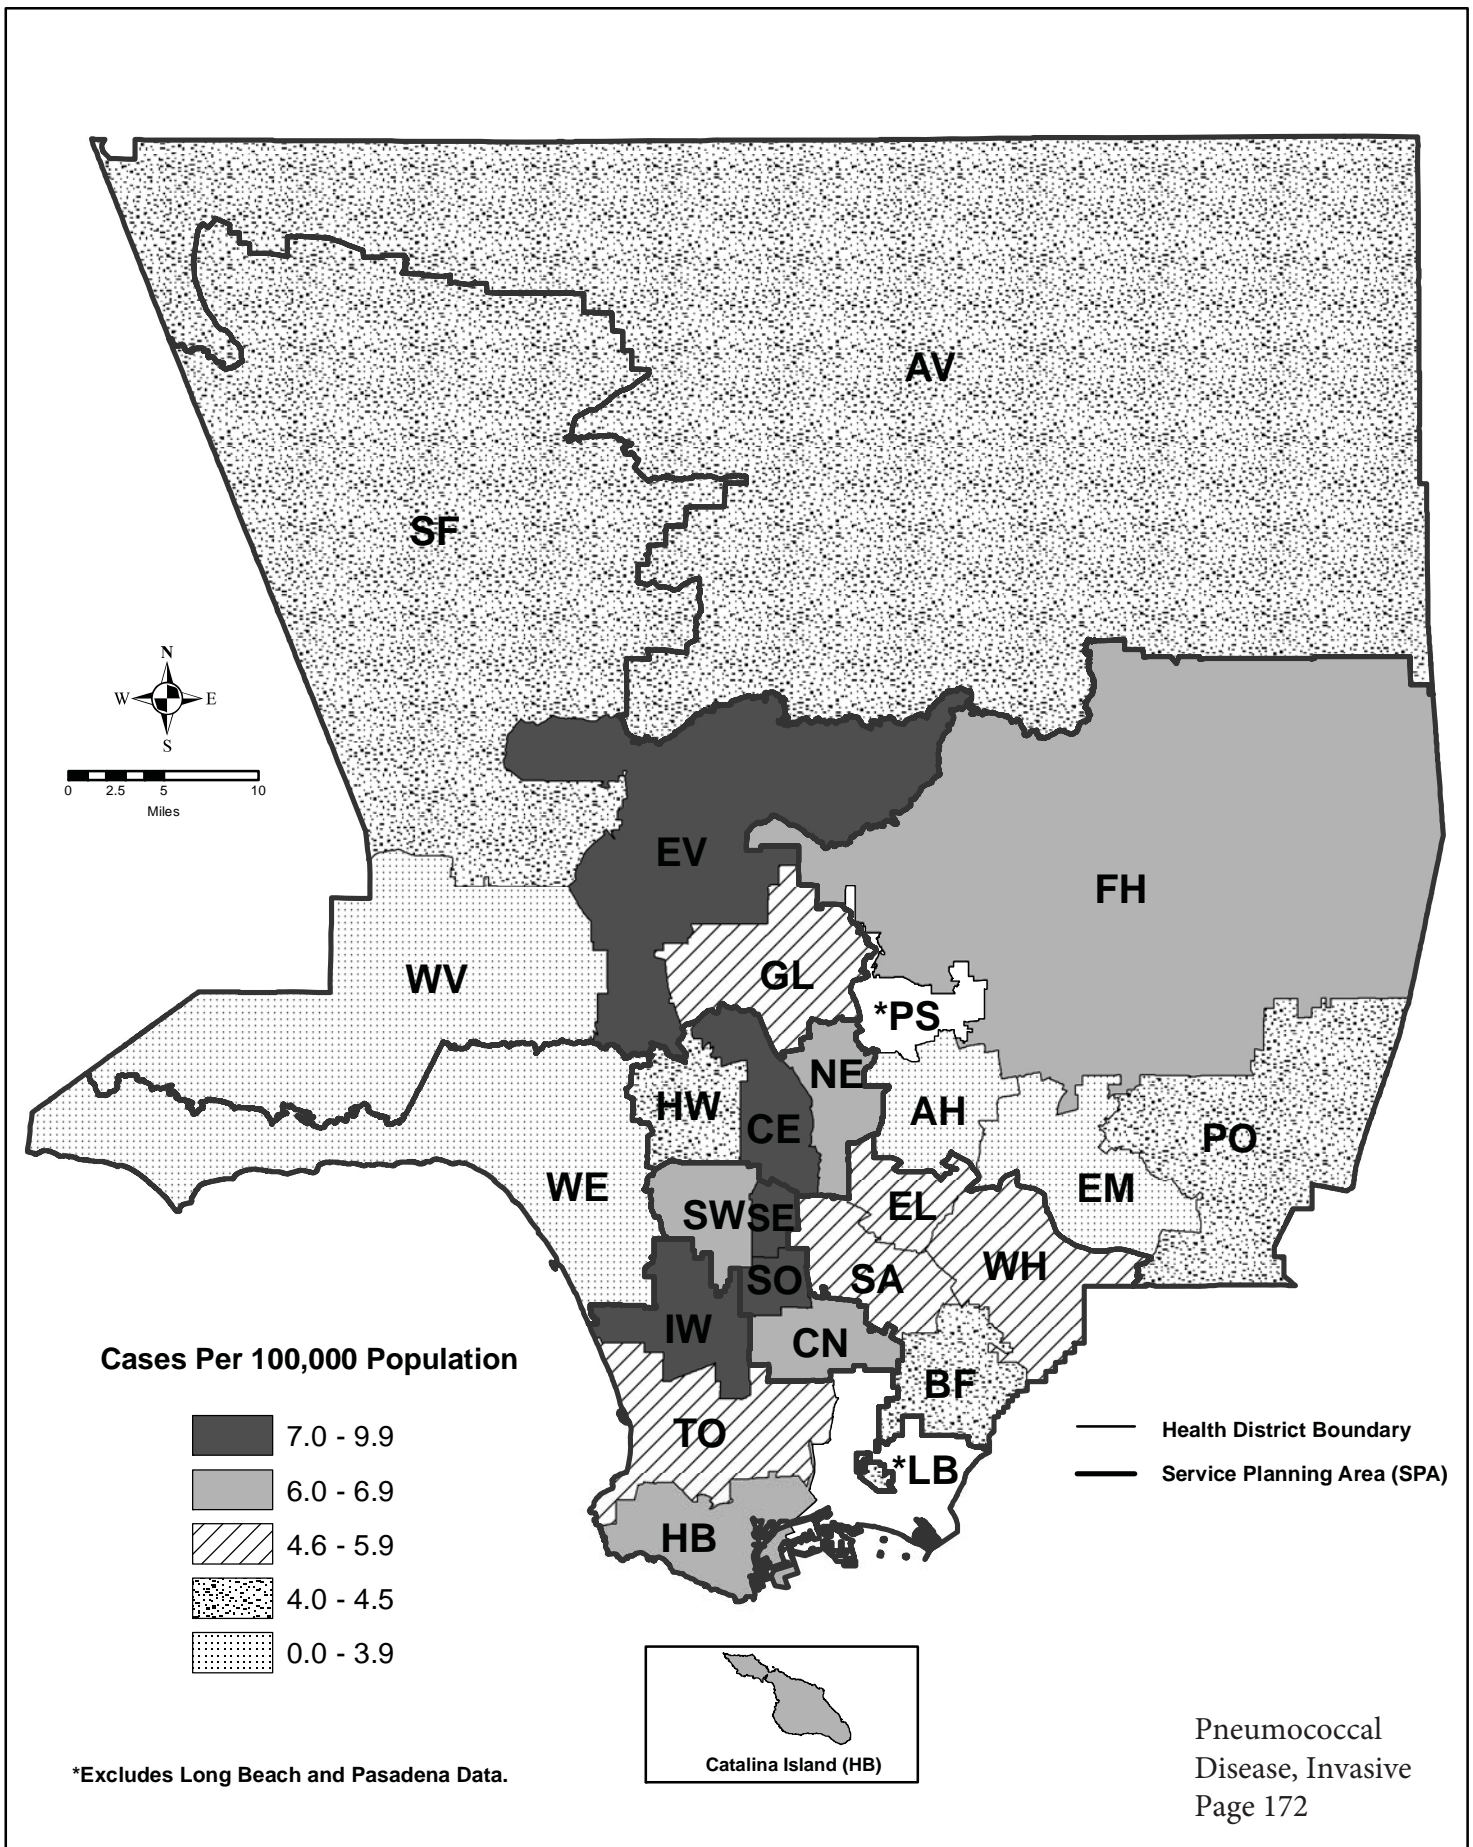 AV
SF
N
W E
S
0 2.5 5 10
Miles
EV
FH
WV
GL
*PS
NE
HW
AH
CE
PO
WE
EM
SW
SE
EL
WH
SO
SA
IW
CN
Cases Per 100,000 Population
BF
7.0 - 9.9
TO
Health District Boundary
*LB
Service Planning Area (SPA)
6.0 - 6.9
HB
4.6 - 5.9
4.0 - 4.5
0.0 - 3.9
Catalina Island (HB)
*Excludes Long Beach and Pasadena Data.
Pneumococcal
Disease, Invasive
Page 172